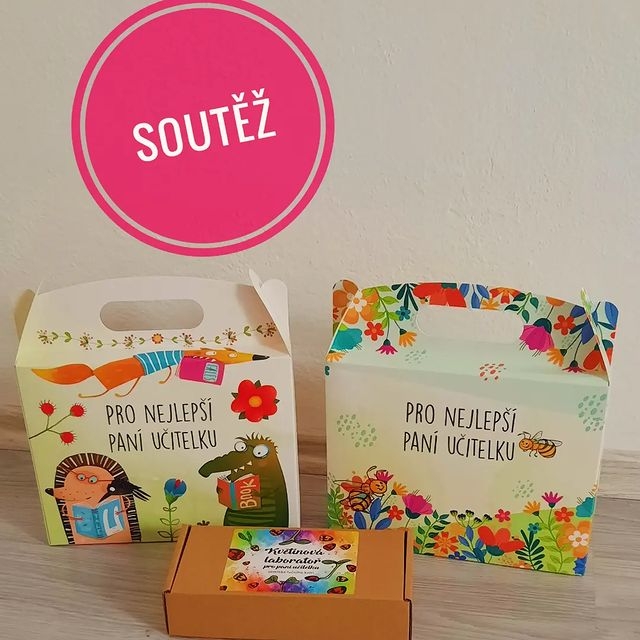 SOUTĚŽ
PRO NEJLEPŠÍ
PANÍ UČITELKU
BOOK
PRO NEJLEPŠÍ
PANÍ UČITELKU
Květinová
laboratoř
pro paní učitelku